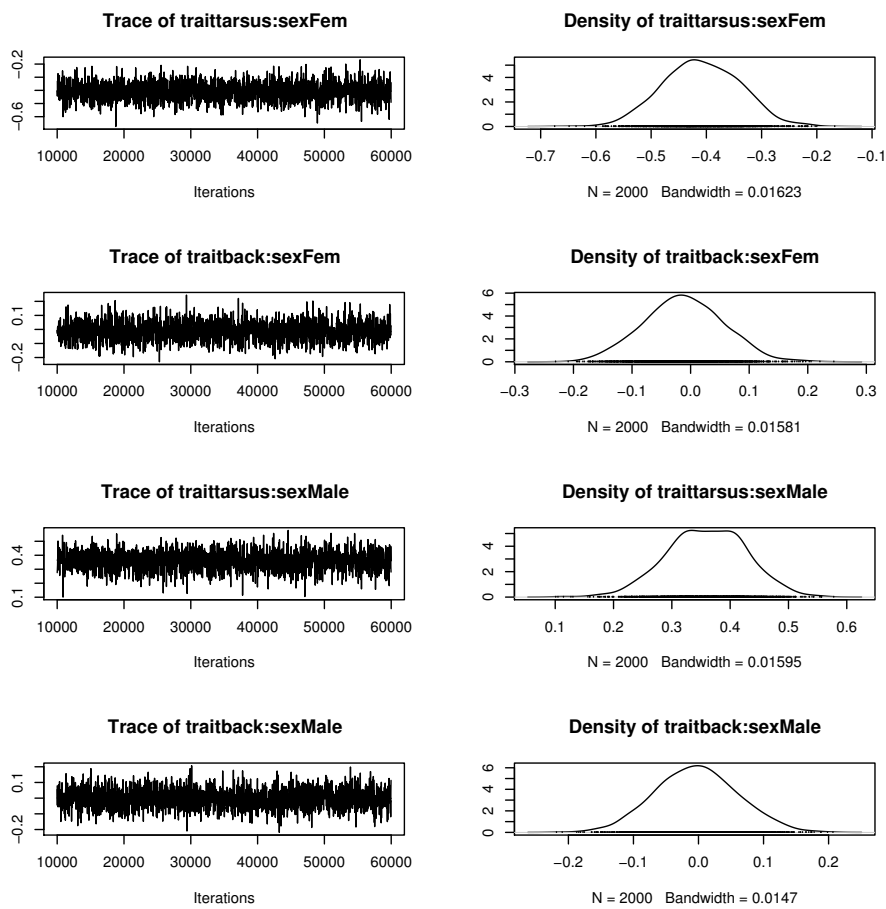 Trace of traittarsus:sexFem
−0.6 −0.2
10000 20000 30000 40000 50000 60000
Iterations
Density of traittarsus:sexFem
0 2 4
−0.7 −0.6 −0.5 −0.4 −0.3 −0.2 −0.1
N = 2000 Bandwidth = 0.01623
Trace of traitback:sexFem
−0.2 0.1
10000 20000 30000 40000 50000 60000
Iterations
Density of traitback:sexFem
0 2 4 6
−0.3 −0.2 −0.1 0.0 0.1 0.2 0.3
N = 2000 Bandwidth = 0.01581
Trace of traittarsus:sexMale
0.1 0.4
10000 20000 30000 40000 50000 60000
Iterations
Density of traittarsus:sexMale
0 2 4
0.1 0.2 0.3 0.4 0.5 0.6
N = 2000 Bandwidth = 0.01595
Trace of traitback:sexMale
−0.2 0.1
10000 20000 30000 40000 50000 60000
Iterations
Density of traitback:sexMale
0 2 4 6
−0.2 −0.1 0.0 0.1 0.2
N = 2000 Bandwidth = 0.0147